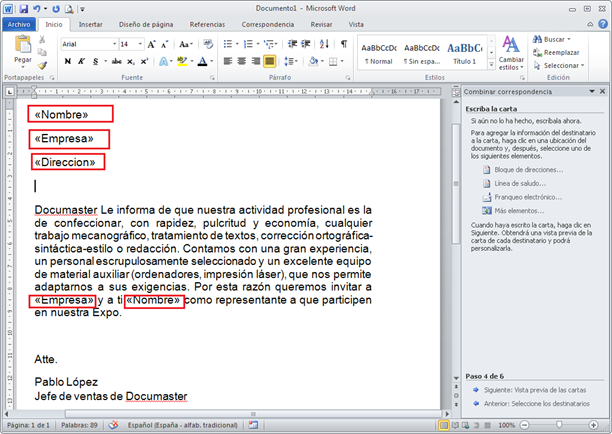 Documento1 - Microsoft Word
Archivo Inicio Insertar Diseño de página Referencias Correspondencia Revisar Vista
Pegar
Arial 14
AaBbCcDc AaBbCcDc AaBbCc
¶ Normal ¶ Sin espa... Título 1
Cambiar estilos
Buscar
Reemplazar
Seleccionar
Portapapeles Fuente Párrafo Estilos Edición
«Nombre»
«Empresa»
«Direccion»
Documaster Le informa de que nuestra actividad profesional es la
de confeccionar, con rapidez, pulcritud y economía, cualquier
trabajo mecanográfico, tratamiento de textos, corrección ortográfica-
sintáctica-estilo o redacción. Contamos con una gran experiencia,
un personal escrupulosamente seleccionado y un excelente equipo
de material auxiliar (ordenadores, impresión láser), que nos permite
adaptarnos a sus exigencias. Por esta razón queremos invitar a
«Empresa» y a ti «Nombre» como representante a que participen
en nuestra Expo.
Atte.
Pablo López
Jefe de ventas de Documaster
Combinar correspondencia
Escriba la carta
Si aún no lo ha hecho, escríbala ahora.
Para agregar la información del destinatario
a la carta, haga clic en una ubicación del
documento y, después, seleccione uno de
los siguientes elementos.
Bloque de direcciones...
Línea de saludo...
Franqueo electrónico...
Más elementos...
Cuando haya escrito la carta, haga clic en
Siguiente. Obtendrá una vista previa de la
carta de cada destinatario y podrá
personalizarla.
Paso 4 de 6
Siguiente: Vista previa de las cartas
Anterior: Seleccione los destinatarios
Página: 1 de 1 Palabras: 89 Español (España - alfab. tradicional) 100%